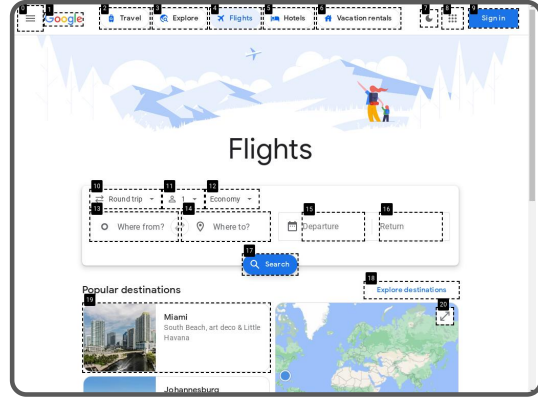 0 1 2 3 4 5 6 7 8 9
Google Travel Explore Flights Hotels Vacation rentals Sign in
Flights
10 11 12
Round trip 1 Economy
13 14 15 16
Where from? Where to? Departure Return
17
Search
18
Popular destinations Explore destinations
19 20
Miami
South Beach, art deco & Little
Havana
Johannesburg